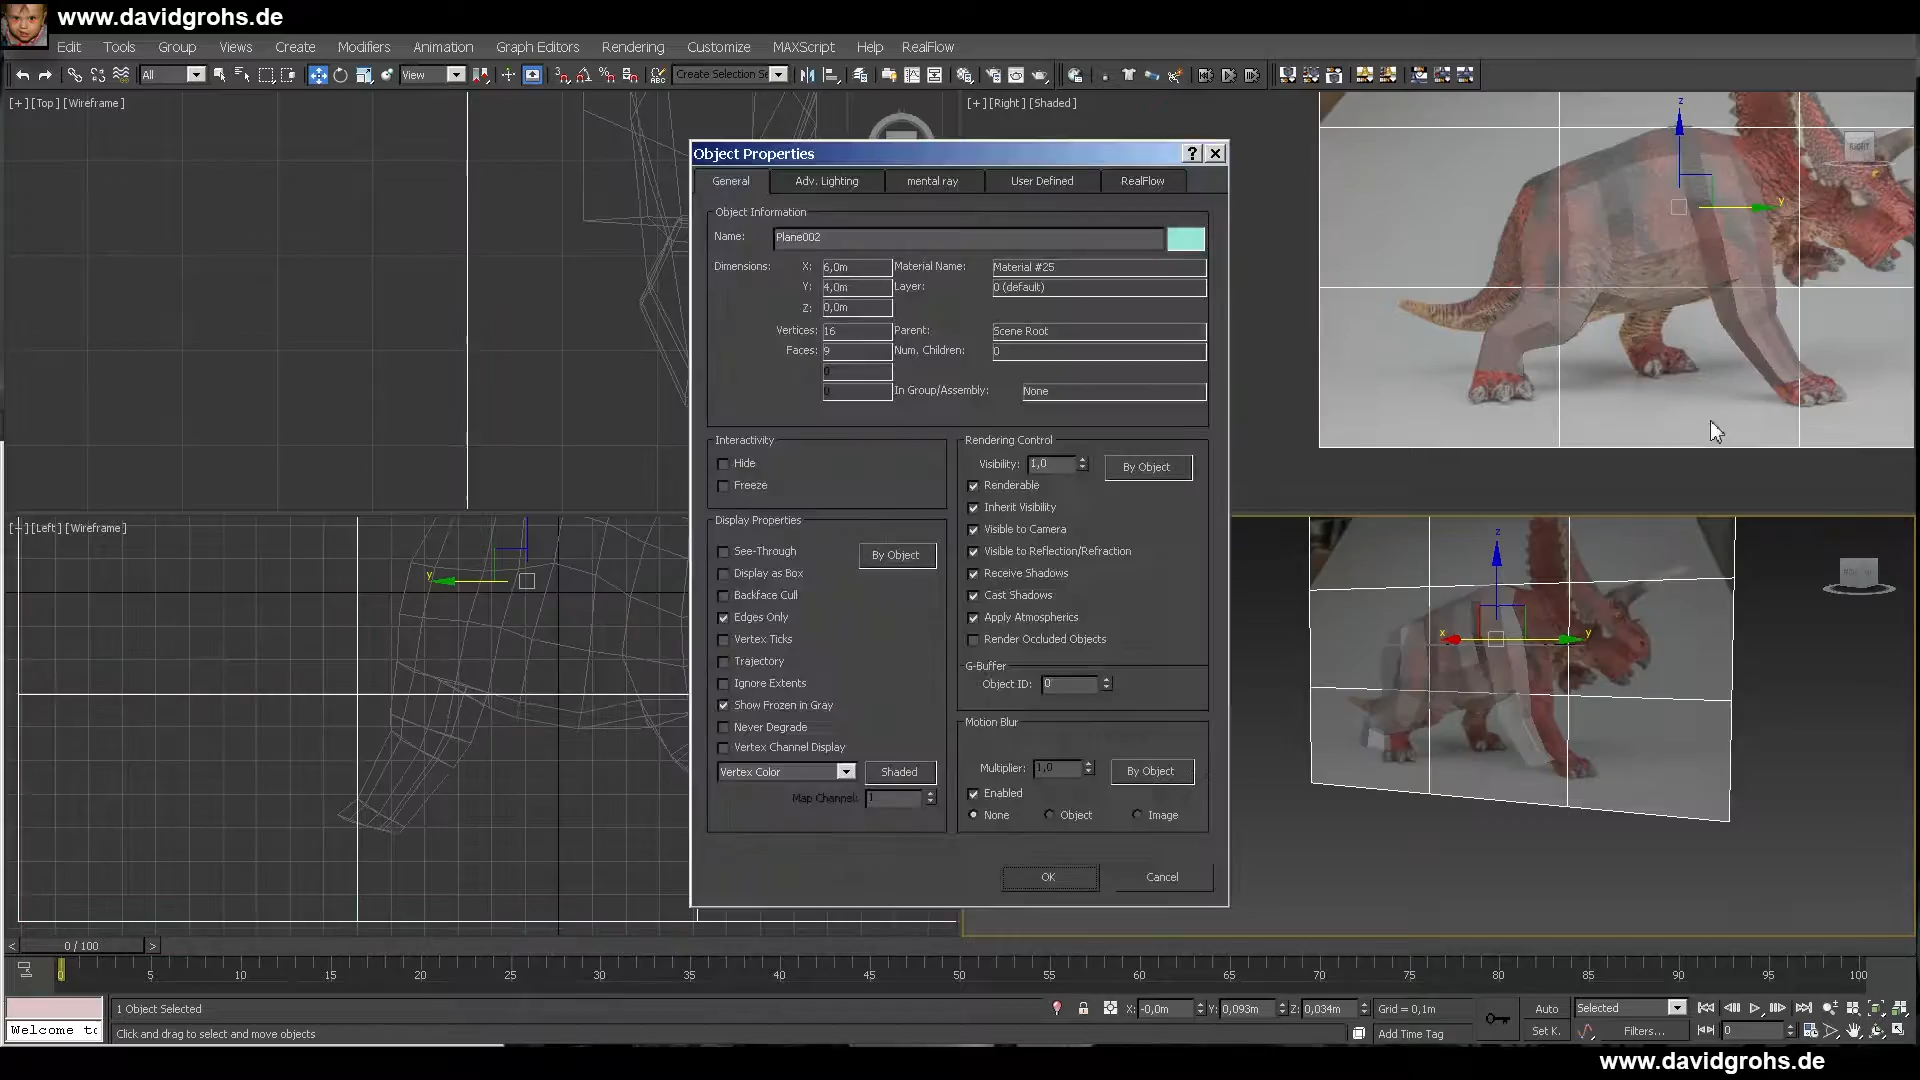 www.davidgrohs.de
Edit Tools Group Views Create Modifiers Animation Graph Editors Rendering Customize MAXScript Help RealFlow
All View Create Selection Se
[+][Top][Wireframe]
[+][Right][Shaded]
Object Properties
General Adv. Lighting mental ray User Defined RealFlow
Object Information
Name: Plane002
Dimensions: X: 6,0m Material Name: Material #25
Y: 4,0m Layer: 0 (default)
Z: 0,0m
Vertices: 16 Parent: Scene Root
Faces: 9 Num. Children: 0
0
0 In Group/Assembly: None
Interactivity
Hide
Freeze
Display Properties
See-Through
By Object
Display as Box
Backface Cull
Edges Only
Vertex Ticks
Trajectory
Ignore Extents
Show Frozen in Gray
Never Degrade
Vertex Channel Display
Vertex Color Shaded
Map Channel: 1
Rendering Control
Visibility: 1,0 By Object
Renderable
Inherit Visibility
Visible to Camera
Visible to Reflection/Refraction
Receive Shadows
Cast Shadows
Apply Atmospherics
Render Occluded Objects
G-Buffer
Object ID: 0
Motion Blur
Multiplier: 1,0 By Object
Enabled
None Object Image
OK Cancel
z
y
RIGHT
[Left][Wireframe]
y
z
x y
< 0 / 100 >
0 5 10 15 20 25 30 35 40 45 50 55 60 65 70 75 80 85 90 95 100
1 Object Selected X: -0,0m Y: 0,093m Z: 0,034m Grid = 0,1m Auto Selected
Welcome to Click and drag to select and move objects Add Time Tag Set K. Filters... 0
www.davidgrohs.de